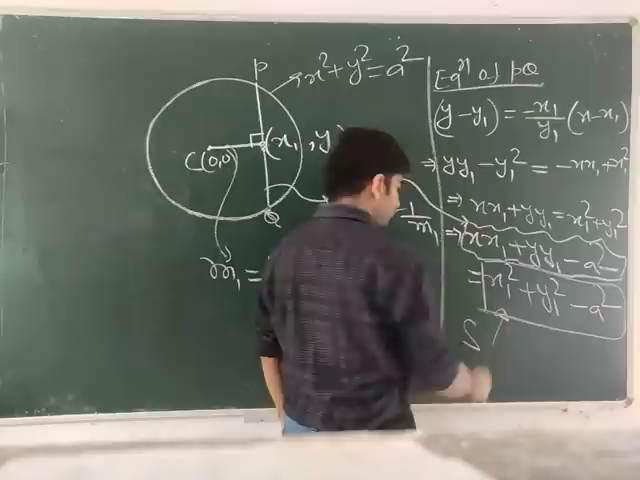 P
x² + y² = a²
C(0,0)
(x₁, y
Q
-1/m₁
m₁ =
Eqⁿ of PQ
(y - y₁) = -x₁/y₁ (x - x₁)
⇒ yy₁ - y₁² = -xx₁ + x₁²
⇒ xx₁ + yy₁ = x₁² + y₁²
⇒ xx₁ + yy₁ - a²
= x₁² + y₁² - a²
S